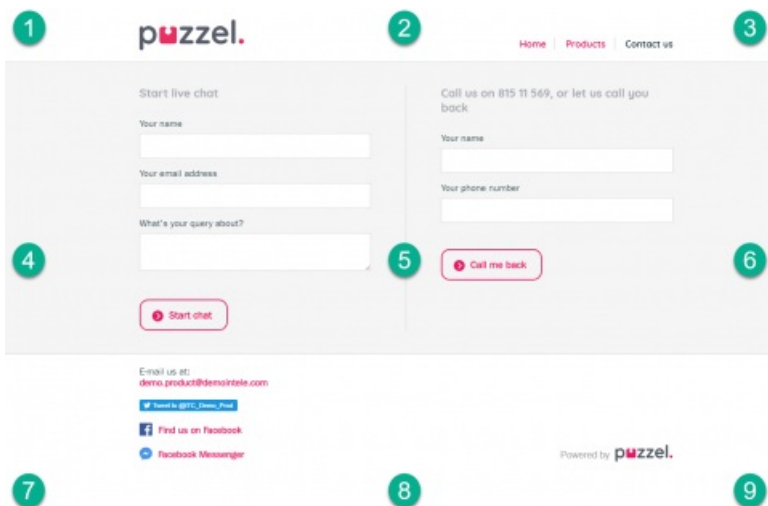 1
puzzel.
2
3
Home
Products
Contact us
Start live chat
Your name
Your email address
What's your query about?
Start chat
Call us on 815 11 569, or let us call you
back
Your name
Your phone number
Call me back
4
5
6
E-mail us at:
demo.product@demointele.com
Tweet to @ITC_Demo_Prod
Find us on Facebook
Facebook Messenger
Powered by puzzel.
7
8
9